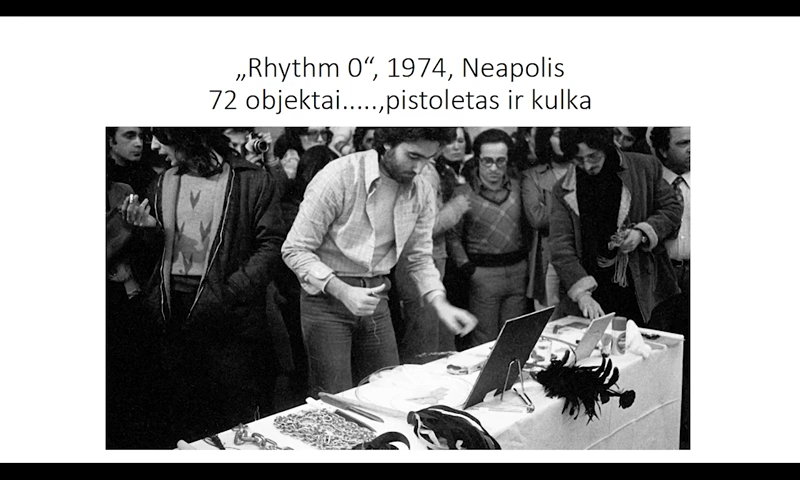 „Rhythm 0“, 1974, Neapolis
72 objektai.....,pistoletas ir kulka